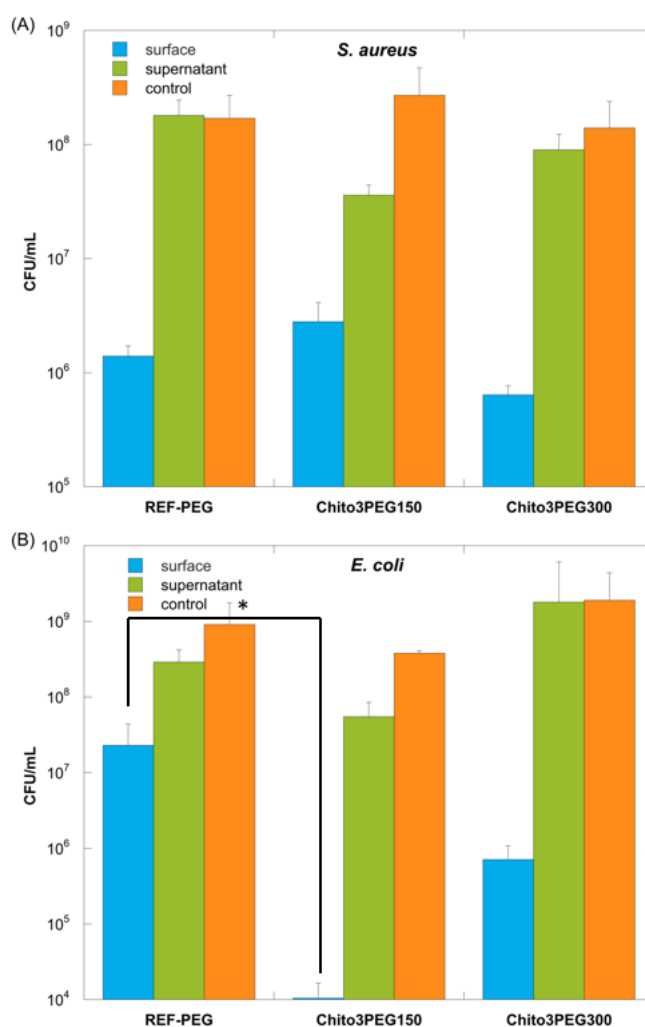 (A)
10⁹
surface
S. aureus
supernatant
control
10⁸
CFU/mL
10⁷
10⁶
10⁵
REF-PEG Chito3PEG150 Chito3PEG300
(B)
10¹⁰
surface
E. coli
supernatant
control
*
10⁹
10⁸
CFU/mL
10⁷
10⁶
10⁵
10⁴
REF-PEG Chito3PEG150 Chito3PEG300